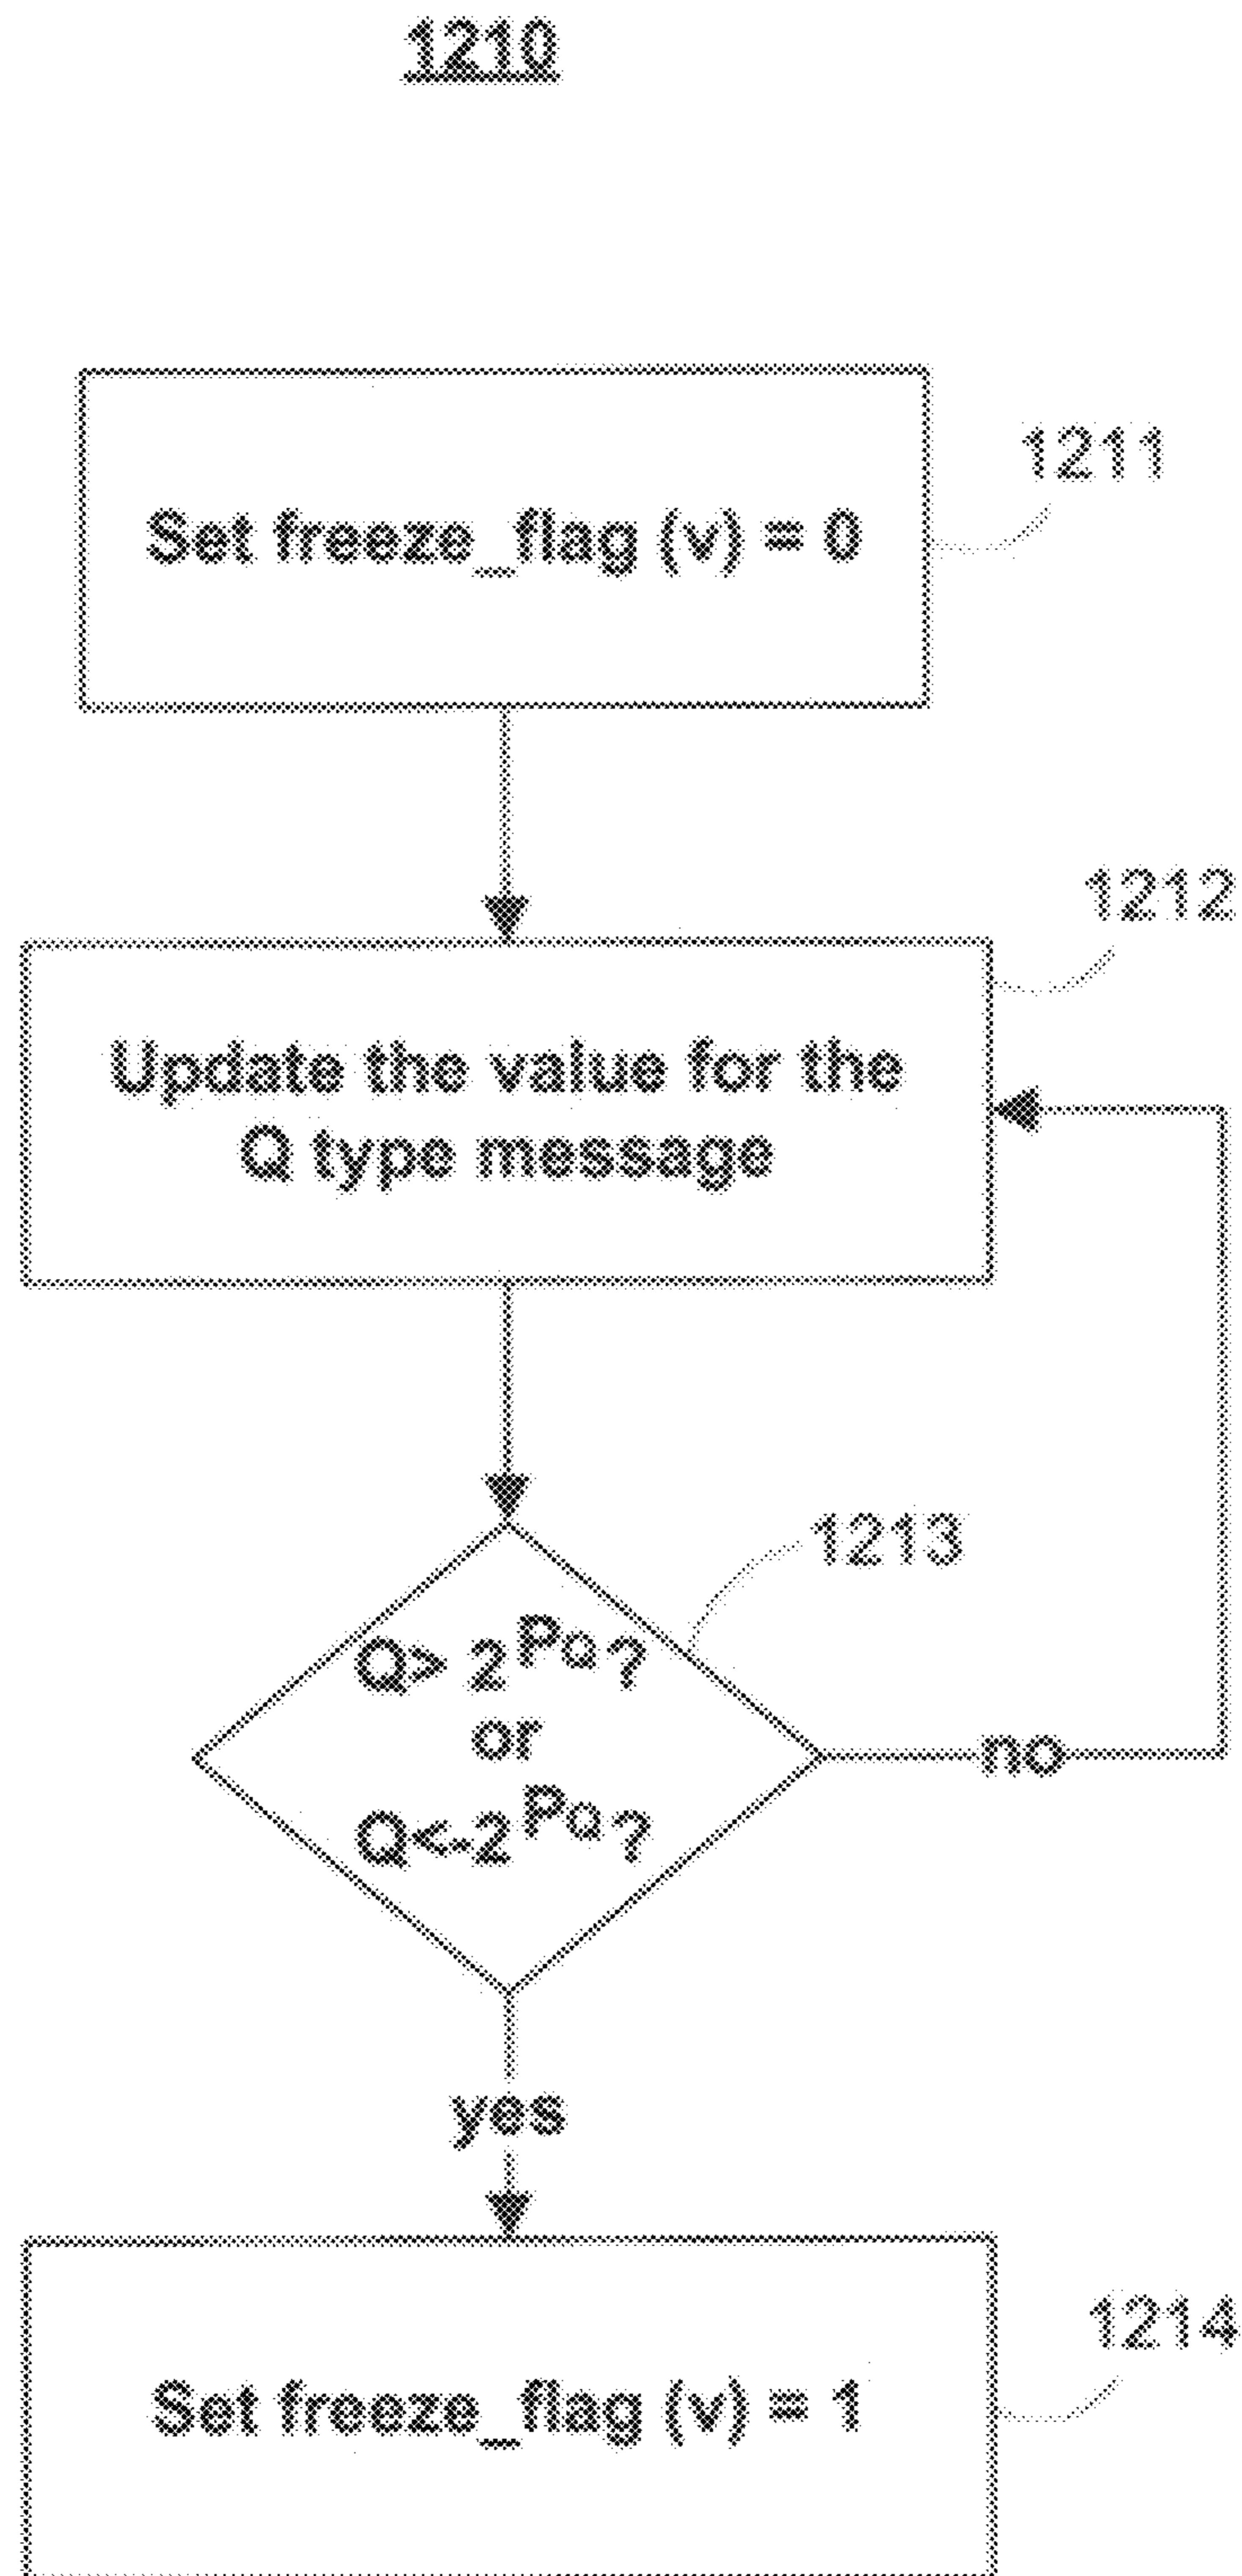 1210
Set freeze_flag (v) = 0
1211
1212
Update the value for the
Q type message
1213
Q> 2^PQ?
or
Q<-2^PQ?
no
yes
Set freeze_flag (v) = 1
1214